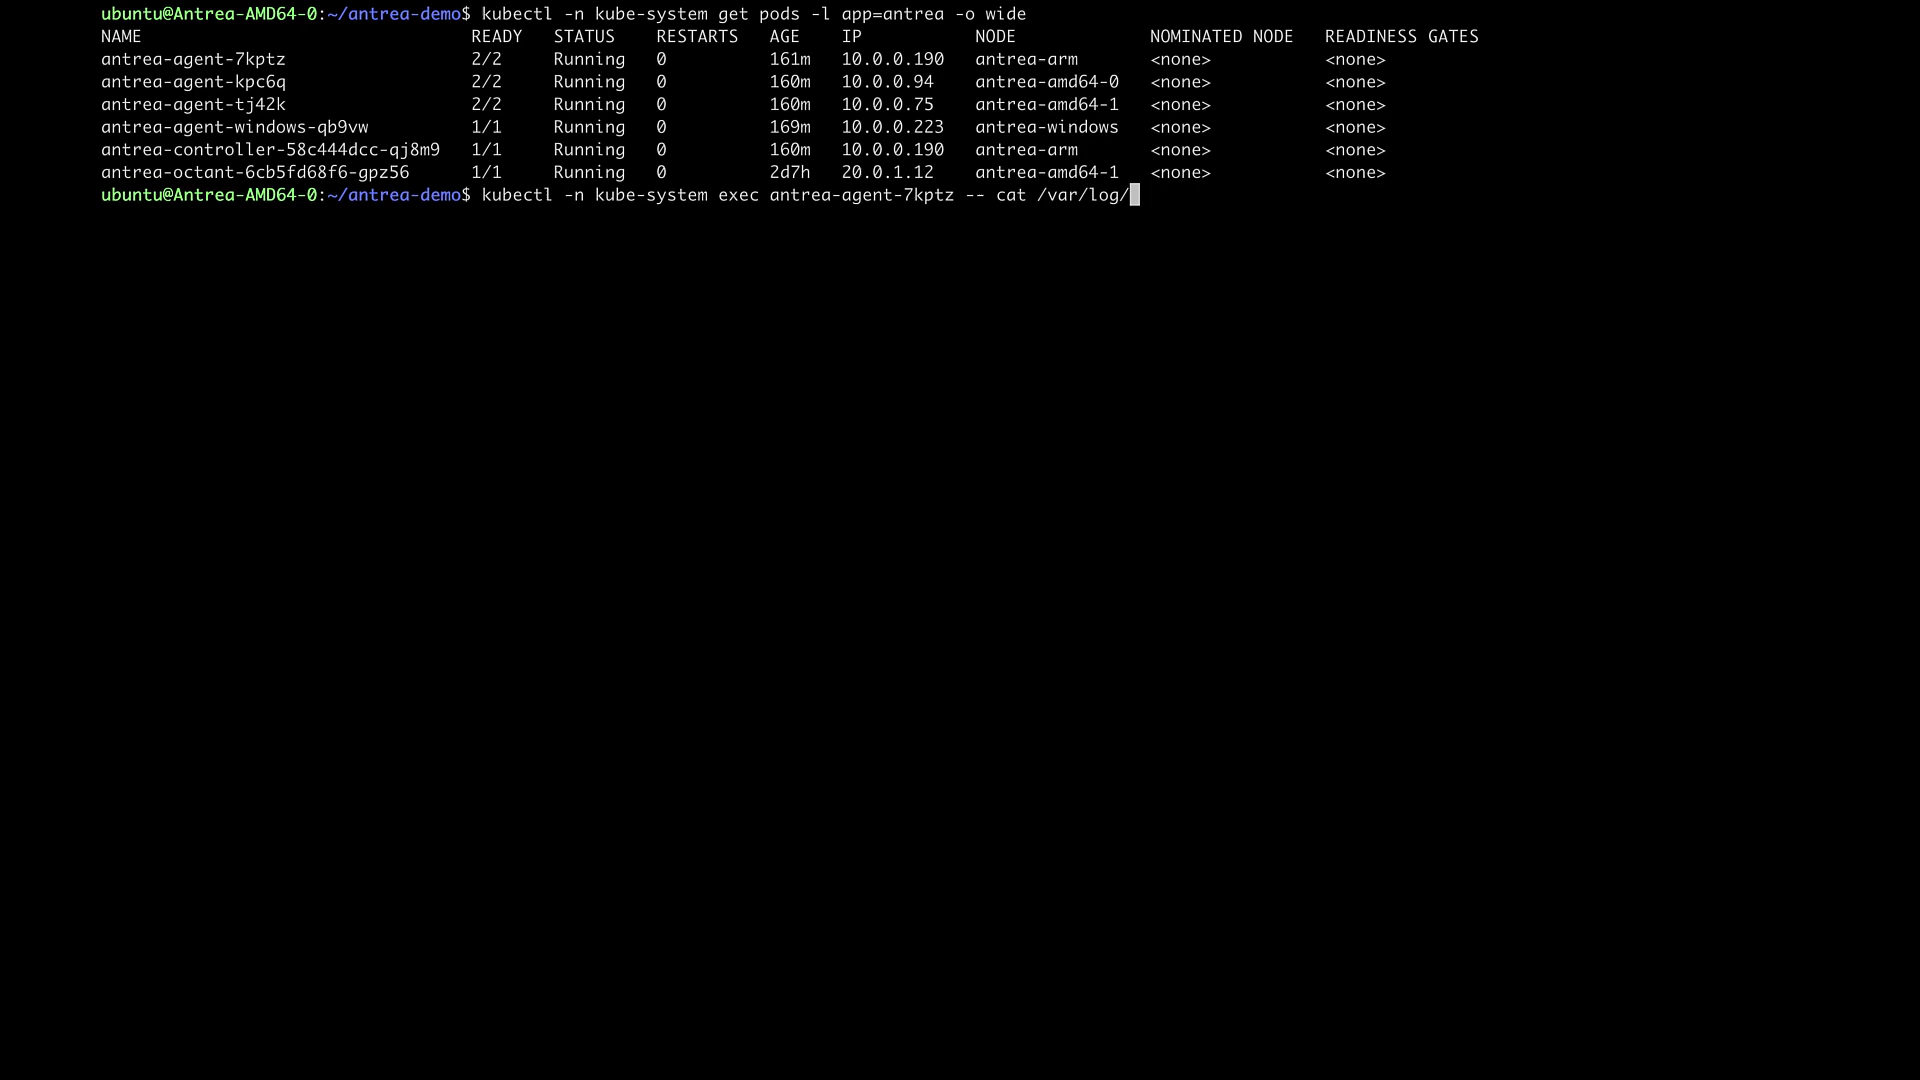 ubuntu@Antrea-AMD64-0:~/antrea-demo$ kubectl -n kube-system get pods -l app=antrea -o wide
NAME                                READY   STATUS    RESTARTS   AGE    IP           NODE             NOMINATED NODE   READINESS GATES
antrea-agent-7kptz                  2/2     Running   0          161m   10.0.0.190   antrea-arm       <none>           <none>
antrea-agent-kpc6q                  2/2     Running   0          160m   10.0.0.94    antrea-amd64-0   <none>           <none>
antrea-agent-tj42k                  2/2     Running   0          160m   10.0.0.75    antrea-amd64-1   <none>           <none>
antrea-agent-windows-qb9vw          1/1     Running   0          169m   10.0.0.223   antrea-windows   <none>           <none>
antrea-controller-58c444dcc-qj8m9   1/1     Running   0          160m   10.0.0.190   antrea-arm       <none>           <none>
antrea-octant-6cb5fd68f6-gpz56      1/1     Running   0          2d7h   20.0.1.12    antrea-amd64-1   <none>           <none>
ubuntu@Antrea-AMD64-0:~/antrea-demo$ kubectl -n kube-system exec antrea-agent-7kptz -- cat /var/log/